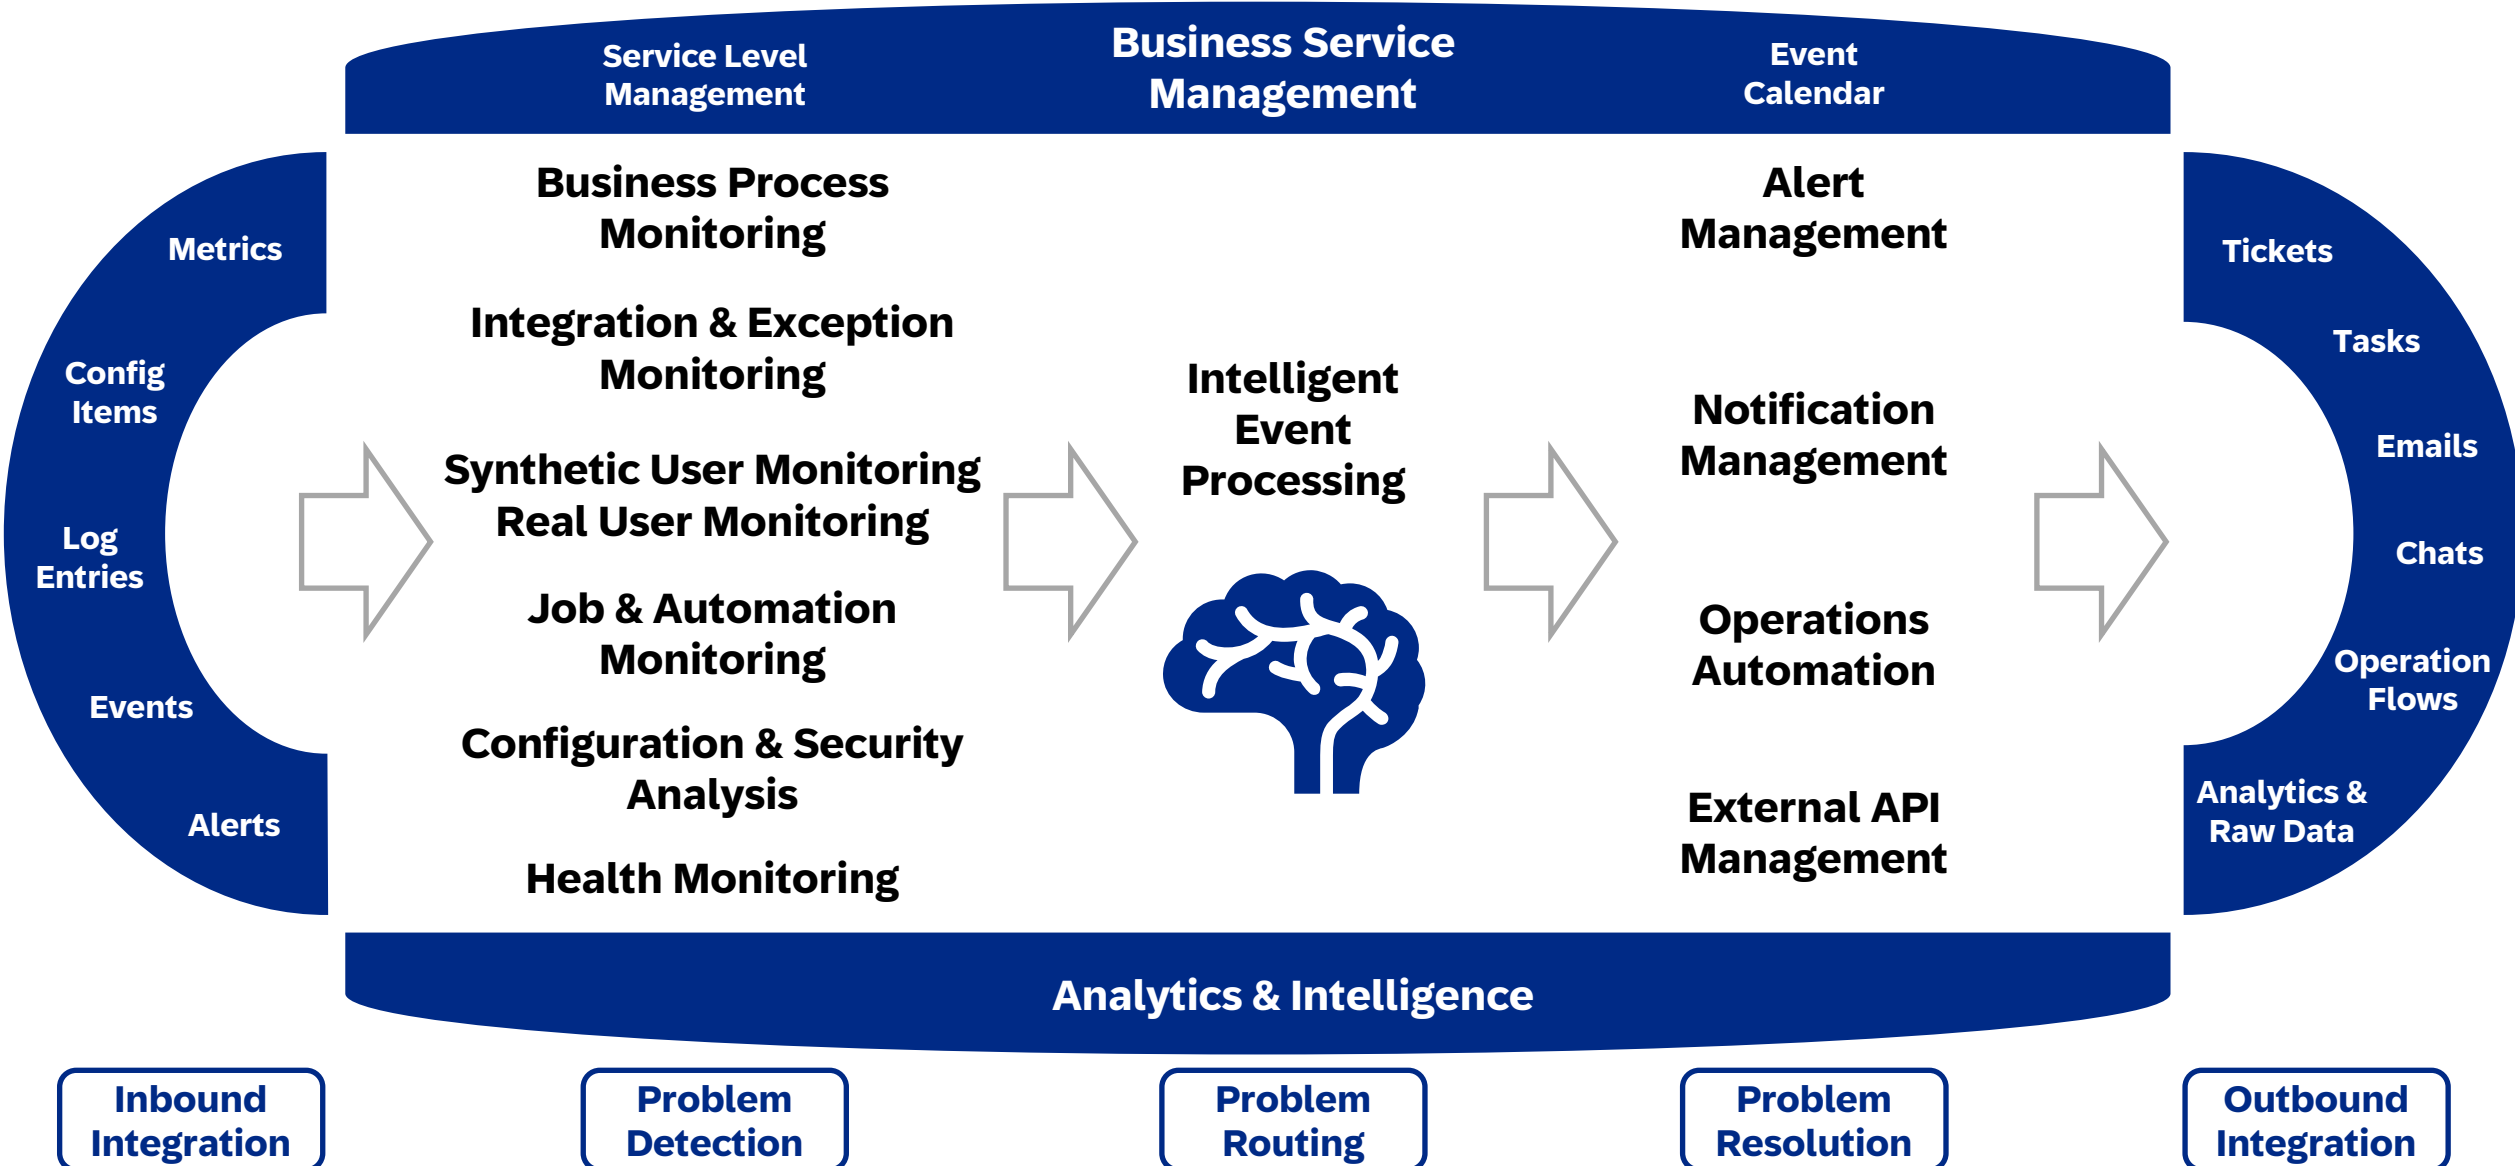 Service Level
Management
Business Service
Management
Event
Calendar
Metrics
Config
Items
Log
Entries
Events
Alerts
Business Process
Monitoring
Integration & Exception
Monitoring
Synthetic User Monitoring
Real User Monitoring
Job & Automation
Monitoring
Configuration & Security
Analysis
Health Monitoring
Intelligent
Event
Processing
Alert
Management
Notification
Management
Operations
Automation
External API
Management
Tickets
Tasks
Emails
Chats
Operation
Flows
Analytics &
Raw Data
Analytics & Intelligence
Inbound
Integration
Problem
Detection
Problem
Routing
Problem
Resolution
Outbound
Integration